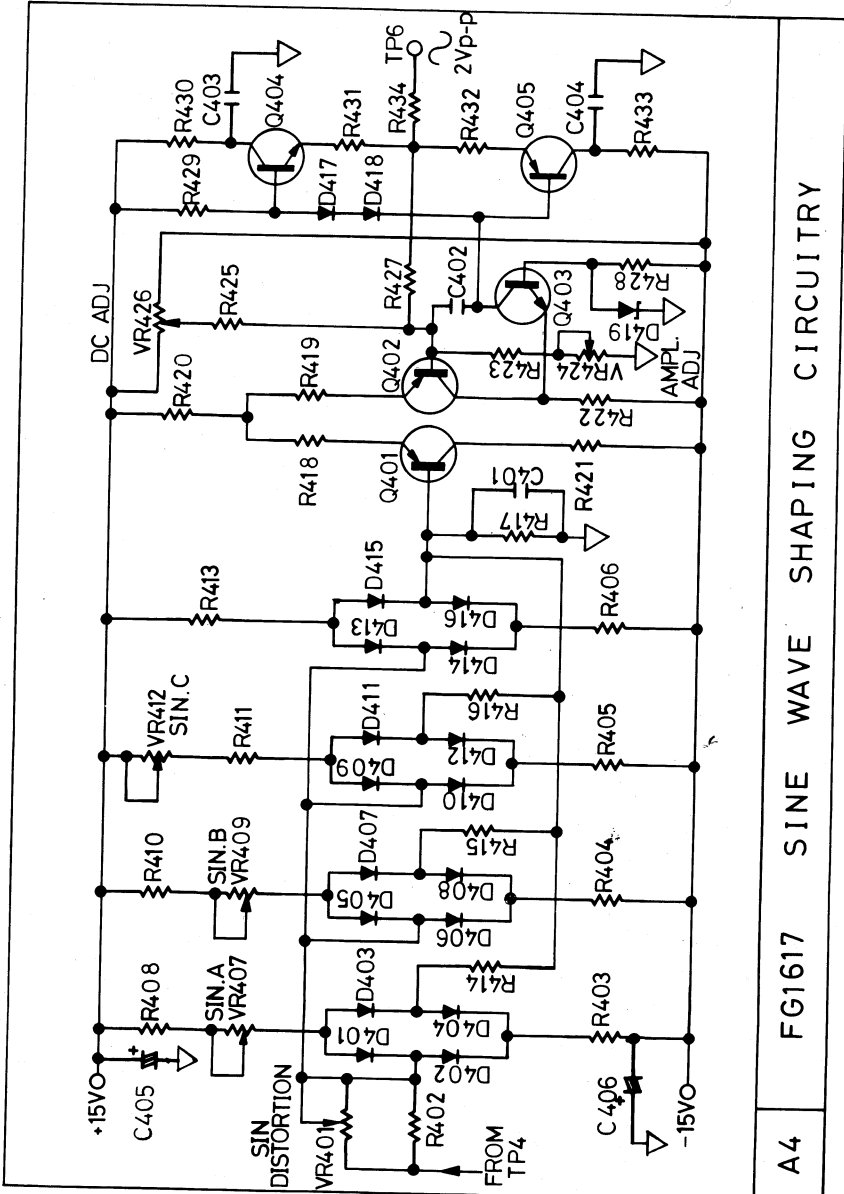 DC ADJ
R430
C403
Q404
R429
R431
D417
D418
TP6
2Vp-p
R434
R432
Q405
C404
R433
VR426
R425
R427
C402
Q403
R428
D419
R420
R419
Q402
R423
VR424
AMPL.
ADJ
R422
R418
Q401
R421
C401
R417
R413
D413
D415
D414
D416
R406
VR412
SIN.C
R411
D409
D411
D410
D412
R416
R405
R410
SIN.B
VR409
D405
D407
D406
D408
R415
R404
R408
SIN.A
VR407
D401
D403
D402
D404
R414
R403
+15V
+
C405
SIN
DISTORTION
VR401
R402
FROM
TP4
C406
+
-15V
A4
FG1617 SINE WAVE SHAPING CIRCUITRY